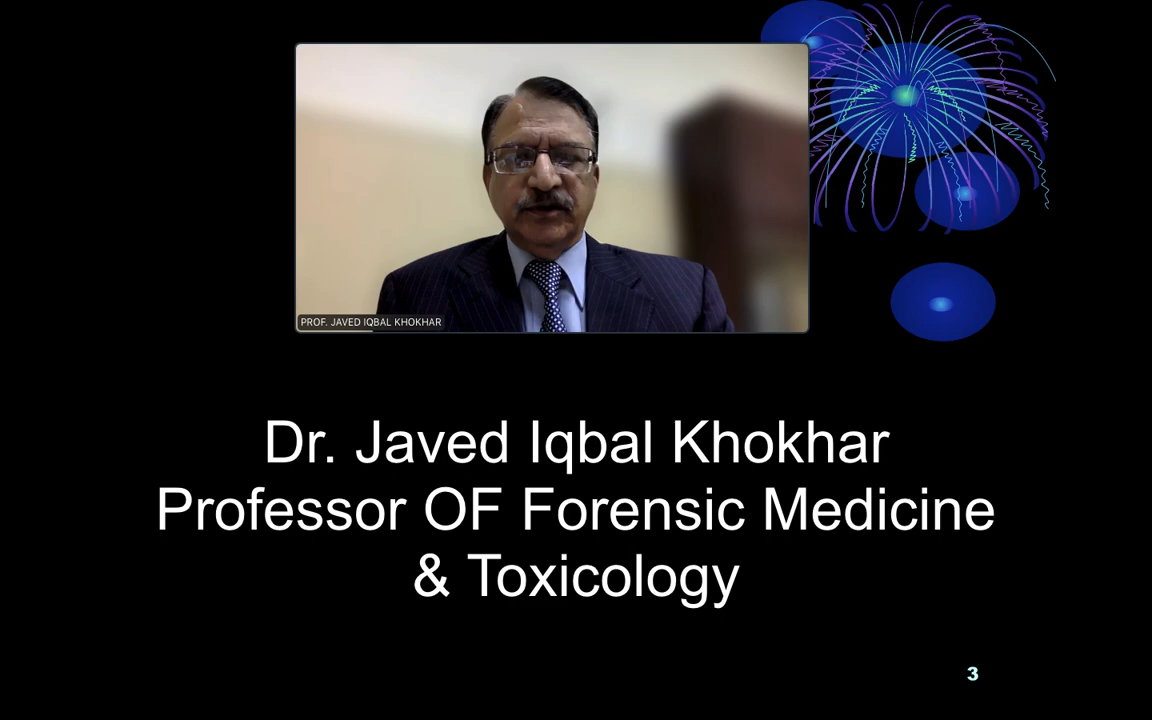 PROF. JAVED IQBAL KHOKHAR
Dr. Javed Iqbal Khokhar
Professor OF Forensic Medicine
& Toxicology
3